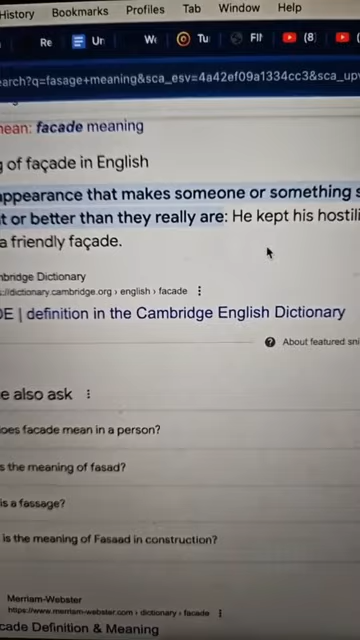 History Bookmarks Profiles Tab Window Help
Re Ur We Tu FIf (8
earch?q=fasage+meaning&sca_esv=4a42ef09a1334cc3&sca_up
mean: facade meaning
g of façade in English
appearance that makes someone or something s
t or better than they really are: He kept his hostili
a friendly façade.
mbridge Dictionary
s://dictionary.cambridge.org › english › facade
DE | definition in the Cambridge English Dictionary
About featured sni
e also ask
oes facade mean in a person?
s the meaning of fasad?
is a fassage?
is the meaning of Fasaad in construction?
Merriam-Webster
https://www.merriam-webster.com › dictionary › facade
cade Definition & Meaning